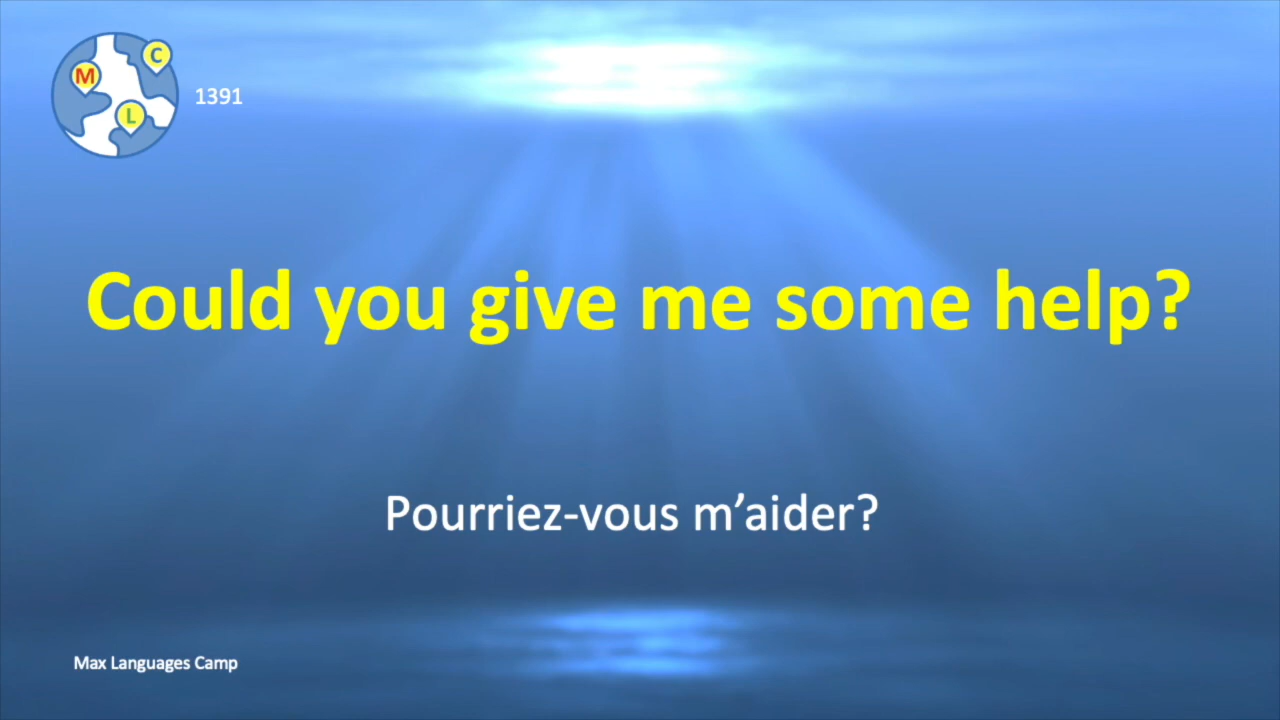 C
M
L
1391
Could you give me some help?
Pourriez-vous m’aider?
Max Languages Camp